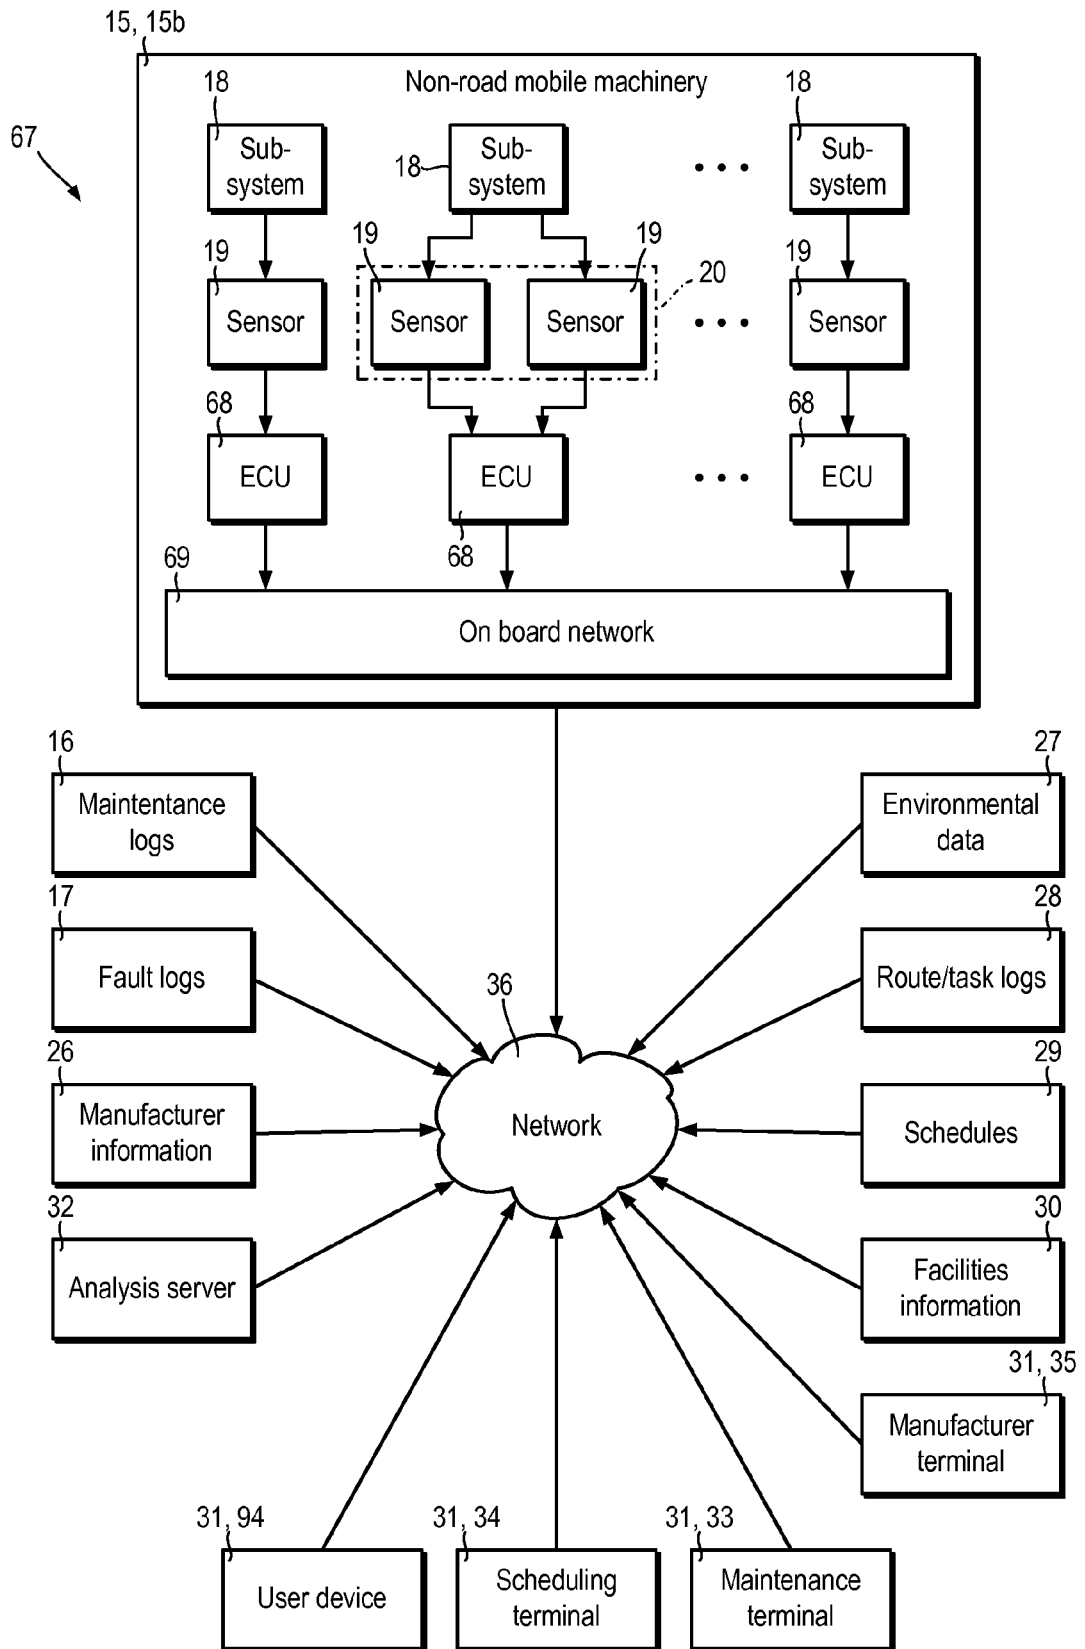 15, 15b
Non-road mobile machinery
67
18
18
18
Sub-
system
Sub-
system
• • •
Sub-
system
19
19
19
20
19
Sensor
Sensor
Sensor
• • •
Sensor
68
68
ECU
ECU
• • •
ECU
68
69
On board network
16
Maintentance
logs
27
Environmental
data
17
Fault logs
28
Route/task logs
36
Network
26
Manufacturer
information
29
Schedules
32
Analysis server
30
Facilities
information
31, 35
Manufacturer
terminal
31, 94
User device
31, 34
Scheduling
terminal
31, 33
Maintenance
terminal